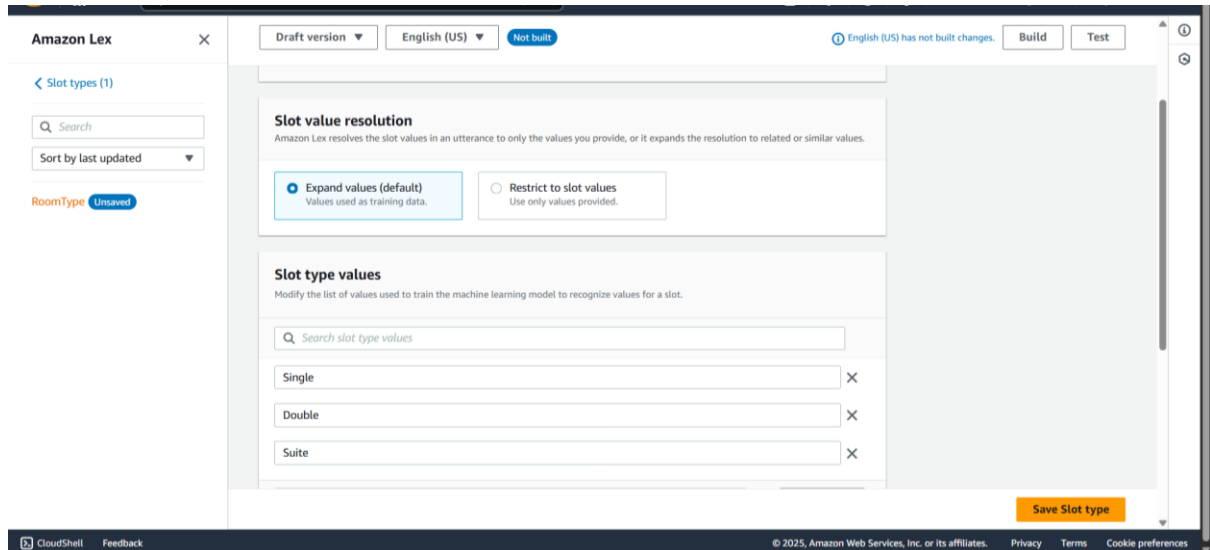 Amazon Lex
Draft version
English (US)
Not built
English (US) has not built changes.
Build
Test
Slot types (1)
Search
Sort by last updated
RoomType
Unsaved
Slot value resolution
Amazon Lex resolves the slot values in an utterance to only the values you provide, or it expands the resolution to related or similar values.
Expand values (default)
Values used as training data.
Restrict to slot values
Use only values provided.
Slot type values
Modify the list of values used to train the machine learning model to recognize values for a slot.
Search slot type values
Single
Double
Suite
Save Slot type
CloudShell
Feedback
© 2025, Amazon Web Services, Inc. or its affiliates.
Privacy
Terms
Cookie preferences